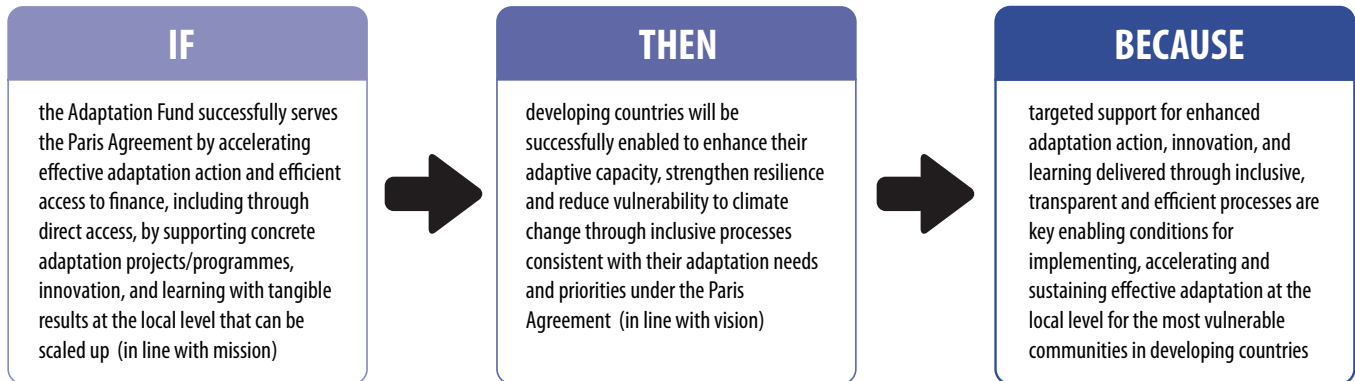 IF
the Adaptation Fund successfully serves
the Paris Agreement by accelerating
effective adaptation action and efficient
access to finance, including through
direct access, by supporting concrete
adaptation projects/programmes,
innovation, and learning with tangible
results at the local level that can be
scaled up (in line with mission)
THEN
developing countries will be
successfully enabled to enhance their
adaptive capacity, strengthen resilience
and reduce vulnerability to climate
change through inclusive processes
consistent with their adaptation needs
and priorities under the Paris
Agreement (in line with vision)
BECAUSE
targeted support for enhanced
adaptation action, innovation, and
learning delivered through inclusive,
transparent and efficient processes are
key enabling conditions for
implementing, accelerating and
sustaining effective adaptation at the
local level for the most vulnerable
communities in developing countries